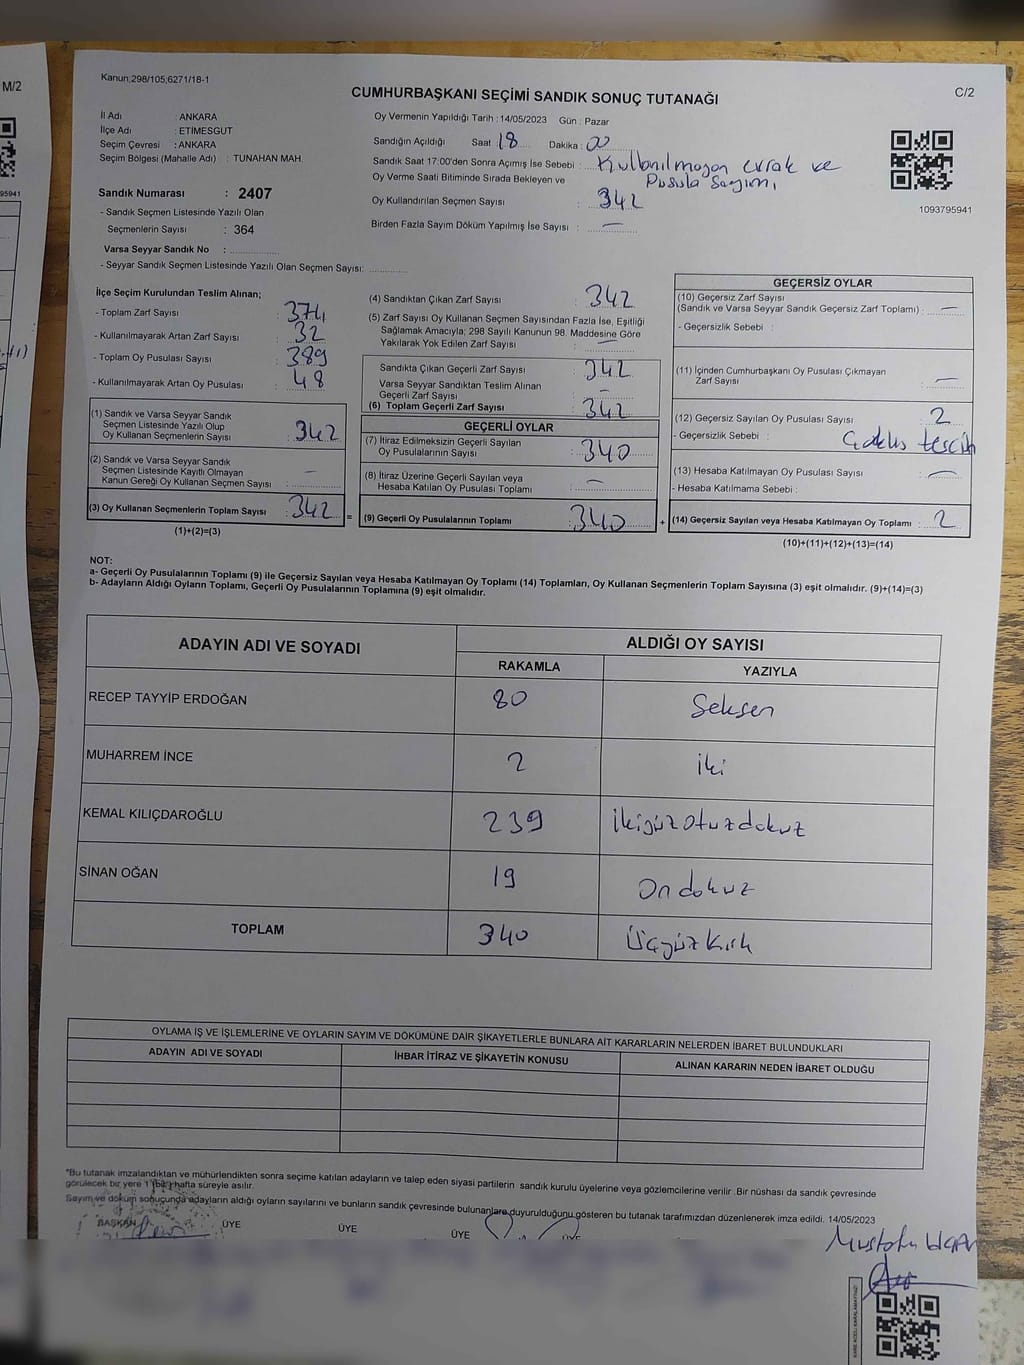 M/2
95941
Kanun;298/105;6271/18-1
C/2
CUMHURBAŞKANI SEÇİMİ SANDIK SONUÇ TUTANAĞI
İl Adı : ANKARA
İlçe Adı : ETİMESGUT
Seçim Çevresi : ANKARA
Seçim Bölgesi (Mahalle Adı) : TUNAHAN MAH.
Sandık Numarası : 2407
- Sandık Seçmen Listesinde Yazılı Olan
Seçmenlerin Sayısı : 364
Varsa Seyyar Sandık No :
- Seyyar Sandık Seçmen Listesinde Yazılı Olan Seçmen Sayısı:
Oy Vermenin Yapıldığı Tarih : 14/05/2023 Gün : Pazar
Sandığın Açıldığı Saat 18 Dakika : 00
Sandık Saat 17:00'den Sonra Açımış İse Sebebi : Kullanılmayan evrak ve
Pusula Sayımı
Oy Verme Saati Bitiminde Sırada Bekleyen ve
Oy Kullandırılan Seçmen Sayısı : 342
Birden Fazla Sayım Döküm Yapılmış İse Sayısı : —
1093795941
İlçe Seçim Kurulundan Teslim Alınan;
- Toplam Zarf Sayısı : 374
- Kullanılmayarak Artan Zarf Sayısı : 32
- Toplam Oy Pusulası Sayısı : 389
- Kullanılmayarak Artan Oy Pusulası : 48
(1) Sandık ve Varsa Seyyar Sandık
Seçmen Listesinde Yazılı Olup
Oy Kullanan Seçmenlerin Sayısı : 342
(2) Sandık ve Varsa Seyyar Sandık
Seçmen Listesinde Kayıtlı Olmayan
Kanun Gereği Oy Kullanan Seçmen Sayısı : —
(3) Oy Kullanan Seçmenlerin Toplam Sayısı : 342 =
(1)+(2)=(3)
(4) Sandıktan Çıkan Zarf Sayısı : 342
(5) Zarf Sayısı Oy Kullanan Seçmen Sayısından Fazla İse, Eşitliği
Sağlamak Amacıyla; 298 Sayılı Kanunun 98. Maddesine Göre
Yakılarak Yok Edilen Zarf Sayısı : —
Sandıkta Çıkan Geçerli Zarf Sayısı : 342
Varsa Seyyar Sandıktan Teslim Alınan
Geçerli Zarf Sayısı : —
(6) Toplam Geçerli Zarf Sayısı : 342
GEÇERLİ OYLAR
(7) İtiraz Edilmeksizin Geçerli Sayılan
Oy Pusulalarının Sayısı : 340
(8) İtiraz Üzerine Geçerli Sayılan veya
Hesaba Katılan Oy Pusulası Toplamı : —
(9) Geçerli Oy Pusulalarının Toplamı : 340 +
GEÇERSİZ OYLAR
(10) Geçersiz Zarf Sayısı
(Sandık ve Varsa Seyyar Sandık Geçersiz Zarf Toplamı) : —
- Geçersizlik Sebebi :
(11) İçinden Cumhurbaşkanı Oy Pusulası Çıkmayan
Zarf Sayısı : —
(12) Geçersiz Sayılan Oy Pusulası Sayısı : 2
- Geçersizlik Sebebi : tescih
(13) Hesaba Katılmayan Oy Pusulası Sayısı : —
- Hesaba Katılmama Sebebi :
(14) Geçersiz Sayılan veya Hesaba Katılmayan Oy Toplamı : 2
(10)+(11)+(12)+(13)=(14)
NOT:
a- Geçerli Oy Pusulalarının Toplamı (9) ile Geçersiz Sayılan veya Hesaba Katılmayan Oy Toplamı (14) Toplamları, Oy Kullanan Seçmenlerin Toplam Sayısına (3) eşit olmalıdır. (9)+(14)=(3)
b- Adayların Aldığı Oyların Toplamı, Geçerli Oy Pusulalarının Toplamına (9) eşit olmalıdır.
ADAYIN ADI VE SOYADI ALDIĞI OY SAYISI
RAKAMLA YAZIYLA
RECEP TAYYİP ERDOĞAN 80 Seksen
MUHARREM İNCE 2 İki
KEMAL KILIÇDAROĞLU 239 İkiyüzotuzdokuz
SİNAN OĞAN 19 Ondokuz
TOPLAM 340 Üçyüzkırk
OYLAMA İŞ VE İŞLEMLERİNE VE OYLARIN SAYIM VE DÖKÜMÜNE DAİR ŞİKAYETLERLE BUNLARA AİT KARARLARIN NELERDEN İBARET BULUNDUKLARI
ADAYIN ADI VE SOYADI İHBAR İTİRAZ VE ŞİKAYETİN KONUSU ALINAN KARARIN NEDEN İBARET OLDUĞU
"Bu tutanak imzalandıktan ve mühürlendikten sonra seçime katılan adayların ve talep eden siyasi partilerin sandık kurulu üyelerine veya gözlemcilerine verilir .Bir nüshası da sandık çevresinde
görülecek bir yere 1 (bir) hafta süreyle asılır.
Sayım ve döküm sonucunda adayların aldığı oyların sayılarını ve bunların sandık çevresinde bulunanlara duyurulduğunu gösteren bu tutanak tarafımızdan düzenlenerek imza edildi. 14/05/2023
BAŞKAN ÜYE ÜYE ÜYE ÜYE
Mustafa